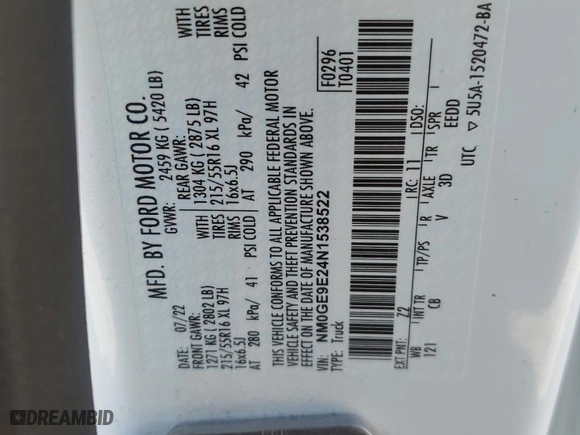 MFD. BY FORD MOTOR CO.
DATE: 07/22 GVWR: 2459 KG ( 5420 LB)
FRONT GAWR: REAR GAWR: WITH
1271 KG ( 2802 LB) 1304 KG ( 2875 LB) TIRES
215/55R16 XL 97H TIRES 215/55R16 XL 97H RIMS
16x6.5J RIMS 16x6.5J
AT 280 kPa/ 41 PSI COLD AT 290 kPa/ 42 PSI COLD
THIS VEHICLE CONFORMS TO ALL APPLICABLE FEDERAL MOTOR
VEHICLE SAFETY AND THEFT PREVENTION STANDARDS IN
EFFECT ON THE DATE OF MANUFACTURE SHOWN ABOVE.
VIN: NM0GE9E24N1538522 F0296
TYPE: Truck T0401
EXT PNT: Z2 RC: 11 DSO:
WB INT TR TP/PS R AXLE TR SPR
121 CB V 3D EEDD
UTC ▽ 5U5A-1520472-BA
DREAMBID